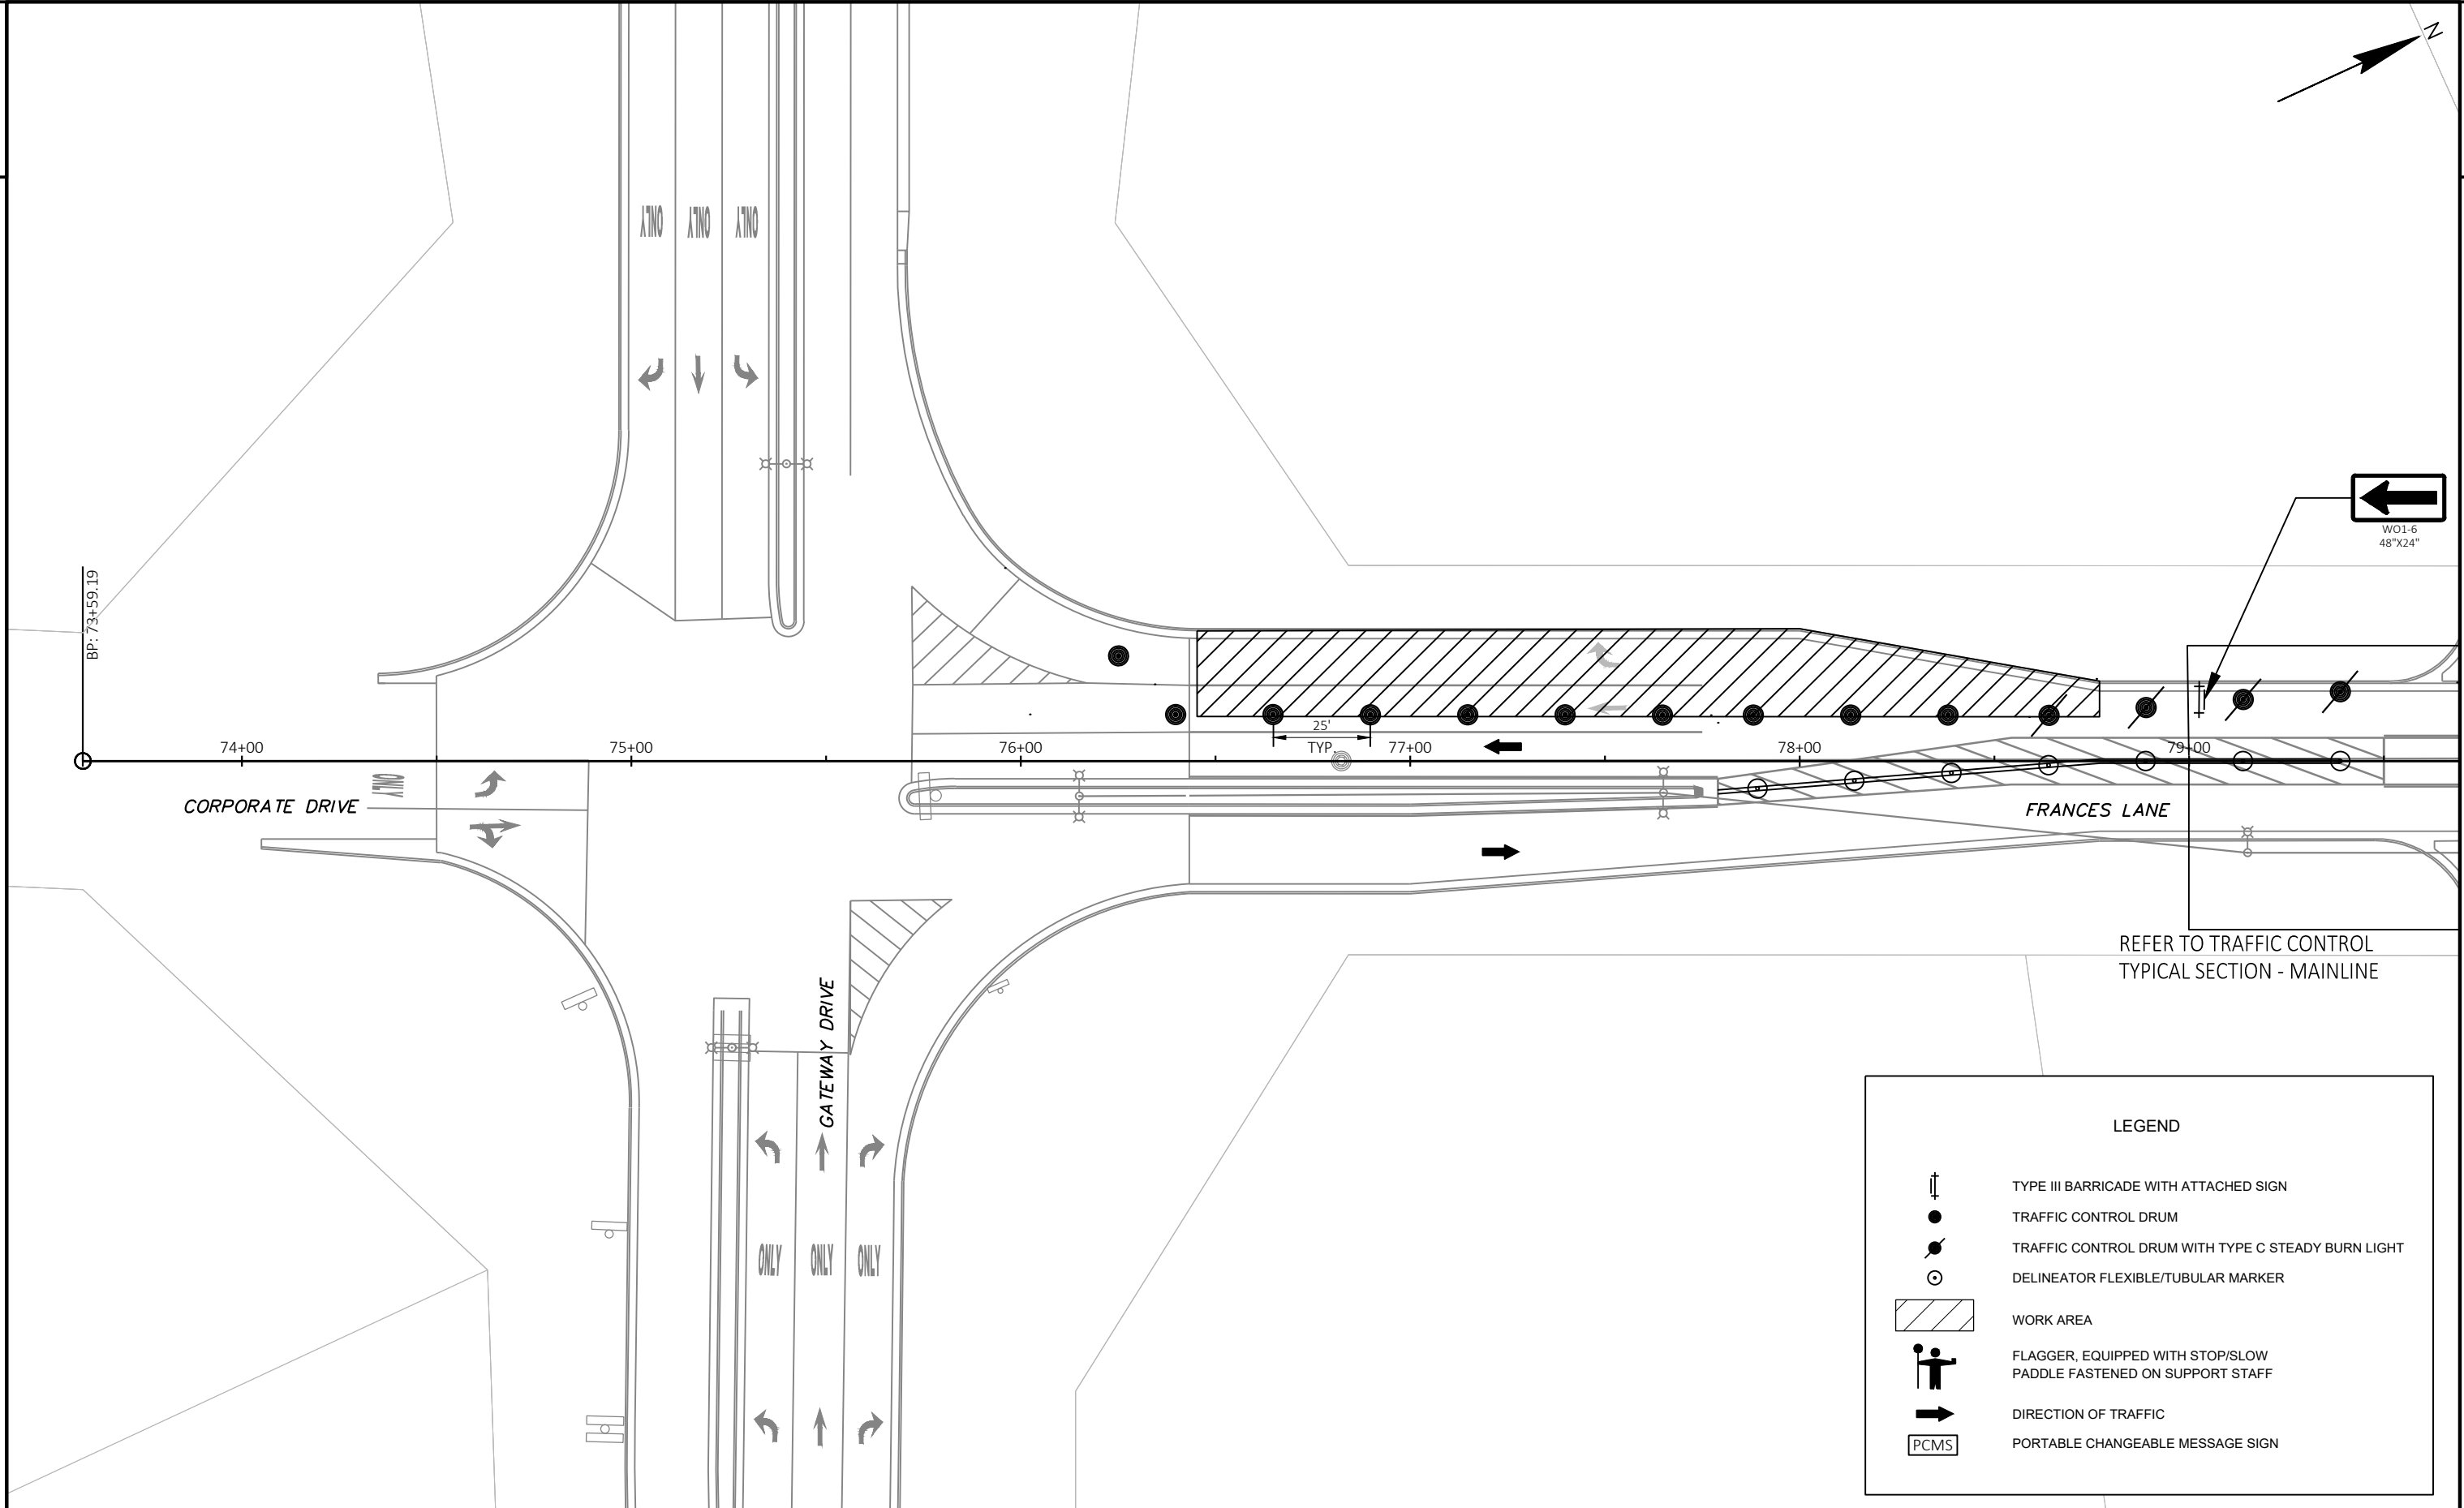 N
ONLY
ONLY
ONLY
WO1-6
48"X24"
BP: 73+59.19
25'
TYP.
74+00
75+00
76+00
77+00
78+00
79+00
ONLY
CORPORATE DRIVE
FRANCES LANE
REFER TO TRAFFIC CONTROL
TYPICAL SECTION - MAINLINE
GATEWAY DRIVE
ONLY
ONLY
ONLY
LEGEND
TYPE III BARRICADE WITH ATTACHED SIGN
TRAFFIC CONTROL DRUM
TRAFFIC CONTROL DRUM WITH TYPE C STEADY BURN LIGHT
DELINEATOR FLEXIBLE/TUBULAR MARKER
WORK AREA
FLAGGER, EQUIPPED WITH STOP/SLOW
PADDLE FASTENED ON SUPPORT STAFF
DIRECTION OF TRAFFIC
PCMS PORTABLE CHANGEABLE MESSAGE SIGN